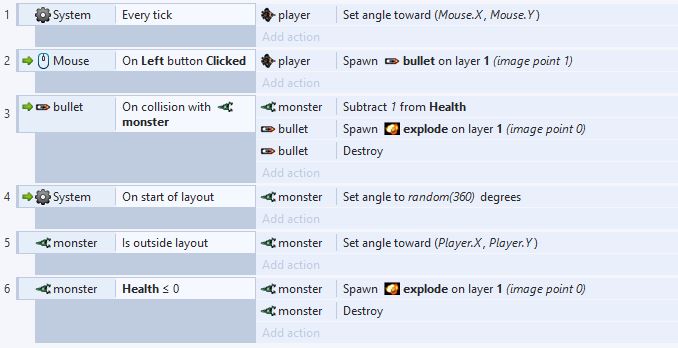 1 System Every tick player Set angle toward (Mouse.X, Mouse.Y)
Add action
2 Mouse On Left button Clicked player Spawn bullet on layer 1 (image point 1)
Add action
3 bullet On collision with monster monster Subtract 1 from Health
bullet Spawn explode on layer 1 (image point 0)
bullet Destroy
Add action
4 System On start of layout monster Set angle to random(360) degrees
Add action
5 monster Is outside layout monster Set angle toward (Player.X, Player.Y)
Add action
6 monster Health ≤ 0 monster Spawn explode on layer 1 (image point 0)
monster Destroy
Add action